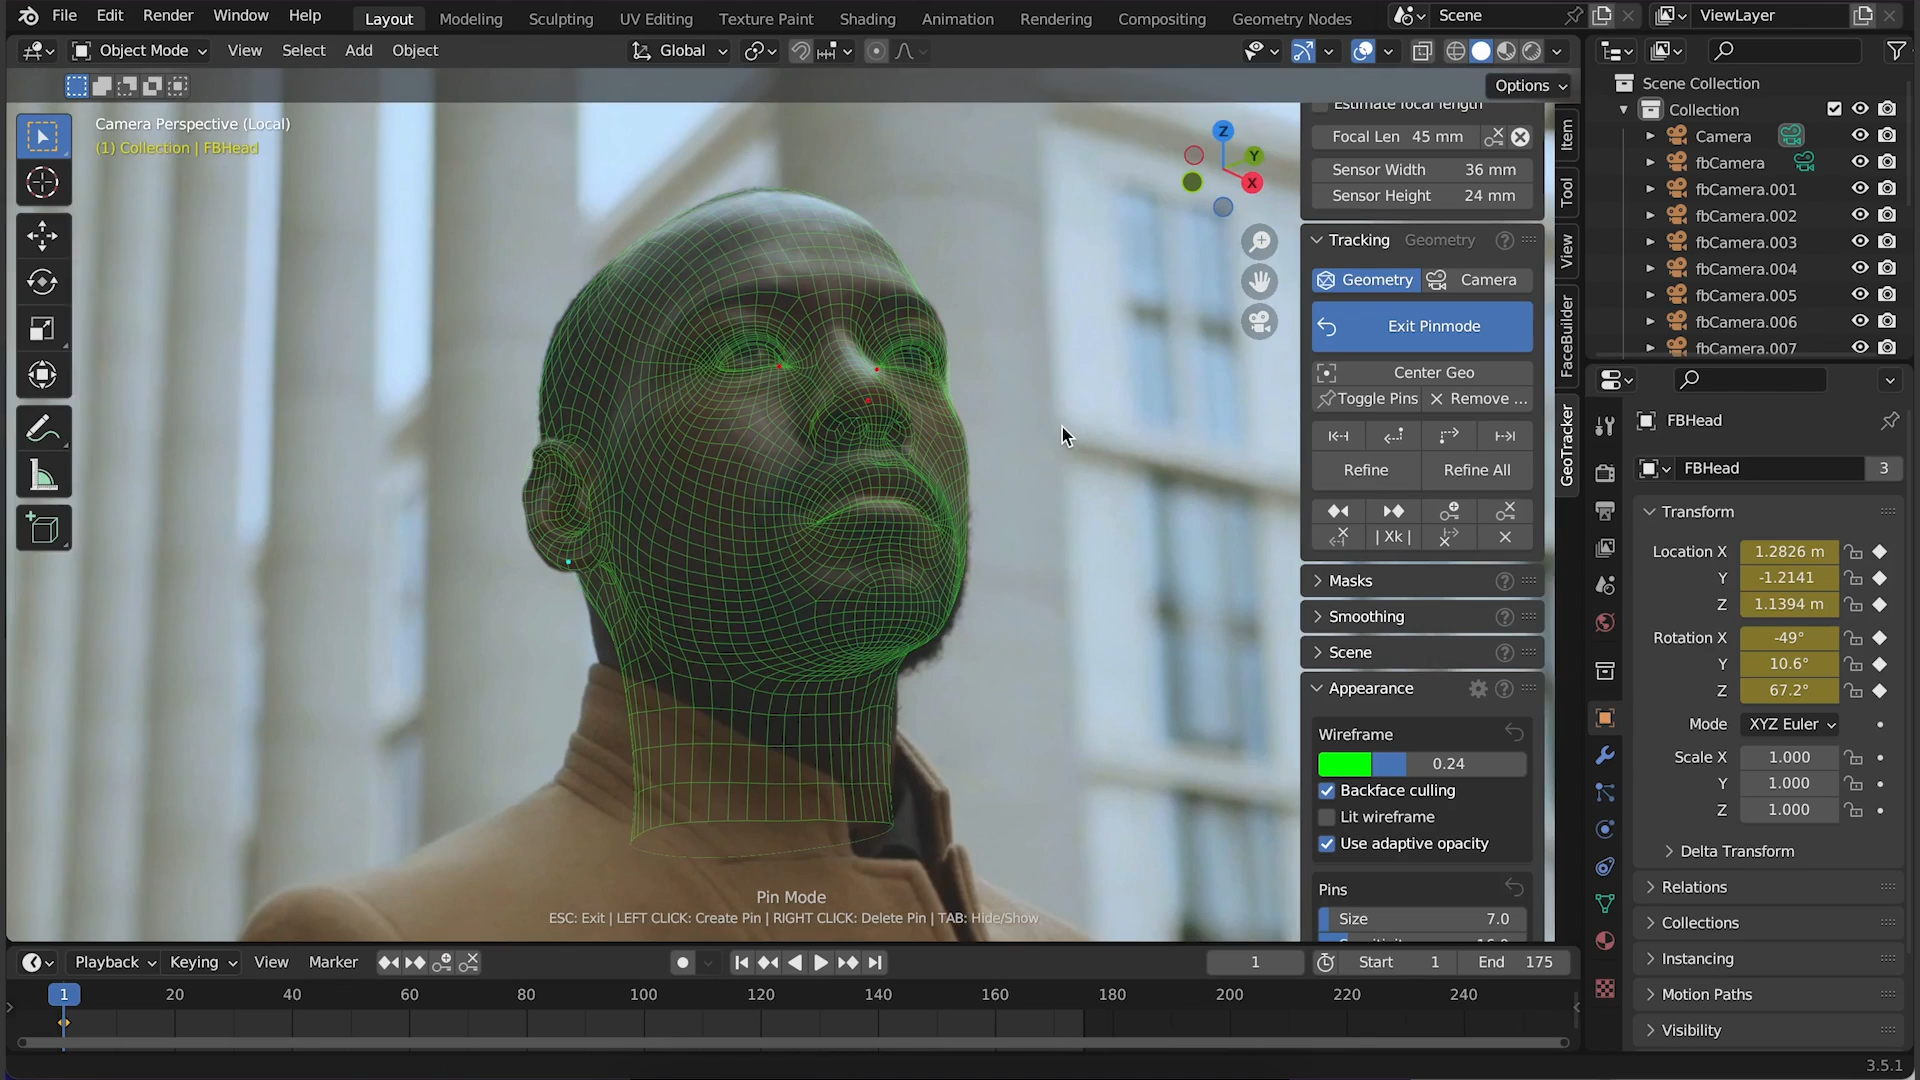 File Edit Render Window Help Layout Modeling Sculpting UV Editing Texture Paint Shading Animation Rendering Compositing Geometry Nodes Scene ViewLayer
Object Mode View Select Add Object Global
Options
Camera Perspective (Local)
(1) Collection | FBHead
Z
Y
X
Estimate focal length
Focal Len 45 mm
Sensor Width 36 mm
Sensor Height 24 mm
Tracking Geometry
Geometry Camera
Exit Pinmode
Center Geo
Toggle Pins Remove ...
Refine Refine All
| Xk |
Masks
Smoothing
Scene
Appearance
Wireframe
0.24
Backface culling
Lit wireframe
Use adaptive opacity
Pins
Size 7.0
Item
Tool
View
FaceBuilder
GeoTracker
Pin Mode
ESC: Exit | LEFT CLICK: Create Pin | RIGHT CLICK: Delete Pin | TAB: Hide/Show
Scene Collection
Collection
Camera
fbCamera
fbCamera.001
fbCamera.002
fbCamera.003
fbCamera.004
fbCamera.005
fbCamera.006
fbCamera.007
FBHead
FBHead 3
Transform
Location X 1.2826 m
Y -1.2141
Z 1.1394 m
Rotation X -49°
Y 10.6°
Z 67.2°
Mode XYZ Euler
Scale X 1.000
Y 1.000
Z 1.000
Delta Transform
Relations
Collections
Instancing
Motion Paths
Visibility
Playback Keying View Marker 1 Start 1 End 175
1 20 40 60 80 100 120 140 160 180 200 220 240
3.5.1